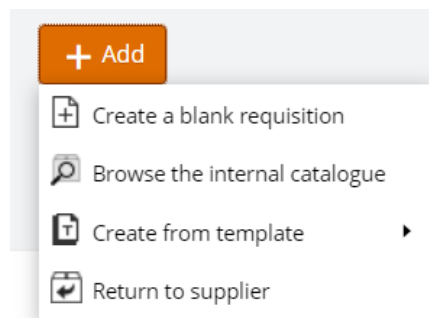 + Add
Create a blank requisition
Browse the internal catalogue
Create from template
Return to supplier